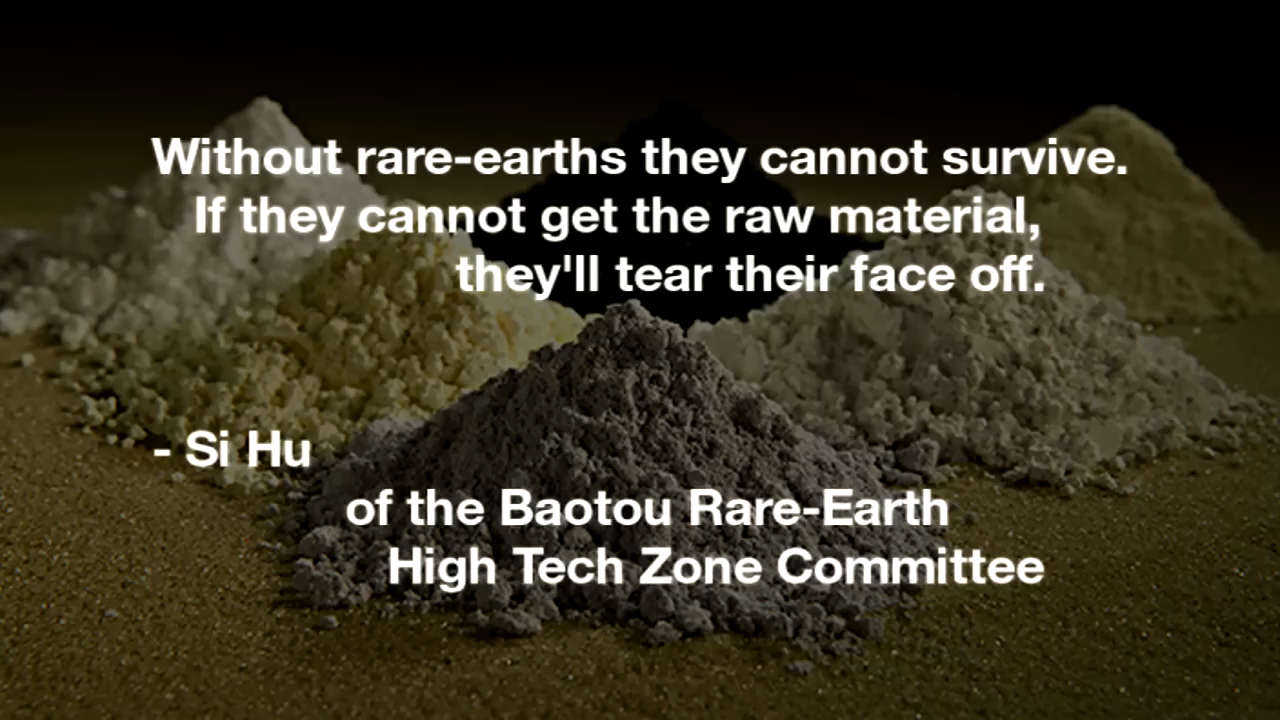 Without rare-earths they cannot survive.
If they cannot get the raw material,
they'll tear their face off.
- Si Hu
of the Baotou Rare-Earth
High Tech Zone Committee